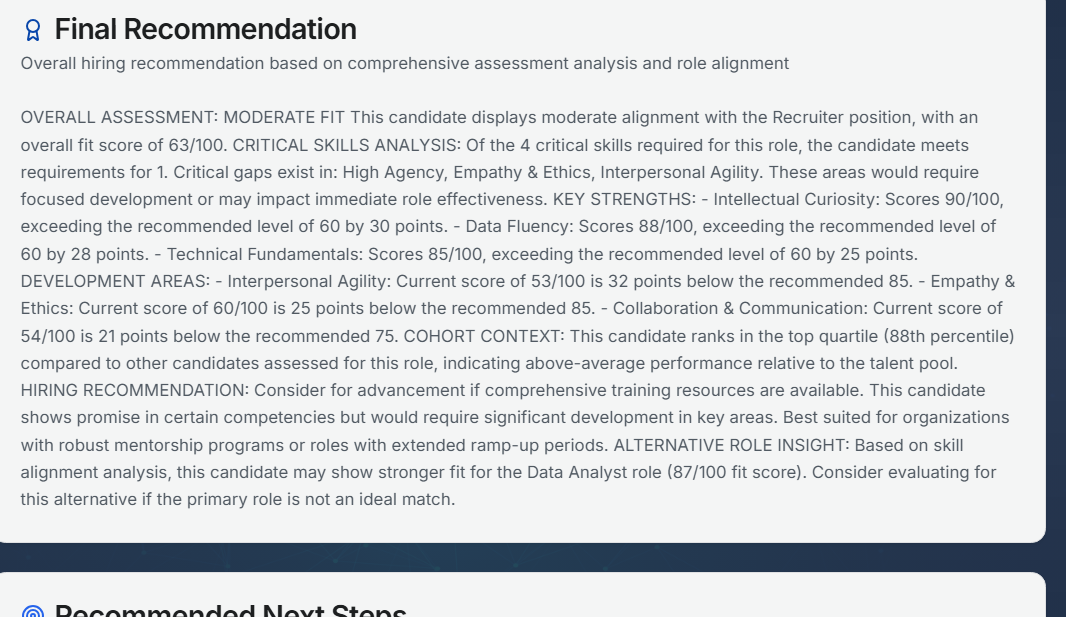 Final Recommendation
Overall hiring recommendation based on comprehensive assessment analysis and role alignment
OVERALL ASSESSMENT: MODERATE FIT This candidate displays moderate alignment with the Recruiter position, with an
overall fit score of 63/100. CRITICAL SKILLS ANALYSIS: Of the 4 critical skills required for this role, the candidate meets
requirements for 1. Critical gaps exist in: High Agency, Empathy & Ethics, Interpersonal Agility. These areas would require
focused development or may impact immediate role effectiveness. KEY STRENGTHS: - Intellectual Curiosity: Scores 90/100,
exceeding the recommended level of 60 by 30 points. - Data Fluency: Scores 88/100, exceeding the recommended level of
60 by 28 points. - Technical Fundamentals: Scores 85/100, exceeding the recommended level of 60 by 25 points.
DEVELOPMENT AREAS: - Interpersonal Agility: Current score of 53/100 is 32 points below the recommended 85. - Empathy &
Ethics: Current score of 60/100 is 25 points below the recommended 85. - Collaboration & Communication: Current score of
54/100 is 21 points below the recommended 75. COHORT CONTEXT: This candidate ranks in the top quartile (88th percentile)
compared to other candidates assessed for this role, indicating above-average performance relative to the talent pool.
HIRING RECOMMENDATION: Consider for advancement if comprehensive training resources are available. This candidate
shows promise in certain competencies but would require significant development in key areas. Best suited for organizations
with robust mentorship programs or roles with extended ramp-up periods. ALTERNATIVE ROLE INSIGHT: Based on skill
alignment analysis, this candidate may show stronger fit for the Data Analyst role (87/100 fit score). Consider evaluating for
this alternative if the primary role is not an ideal match.
Recommended Next Steps